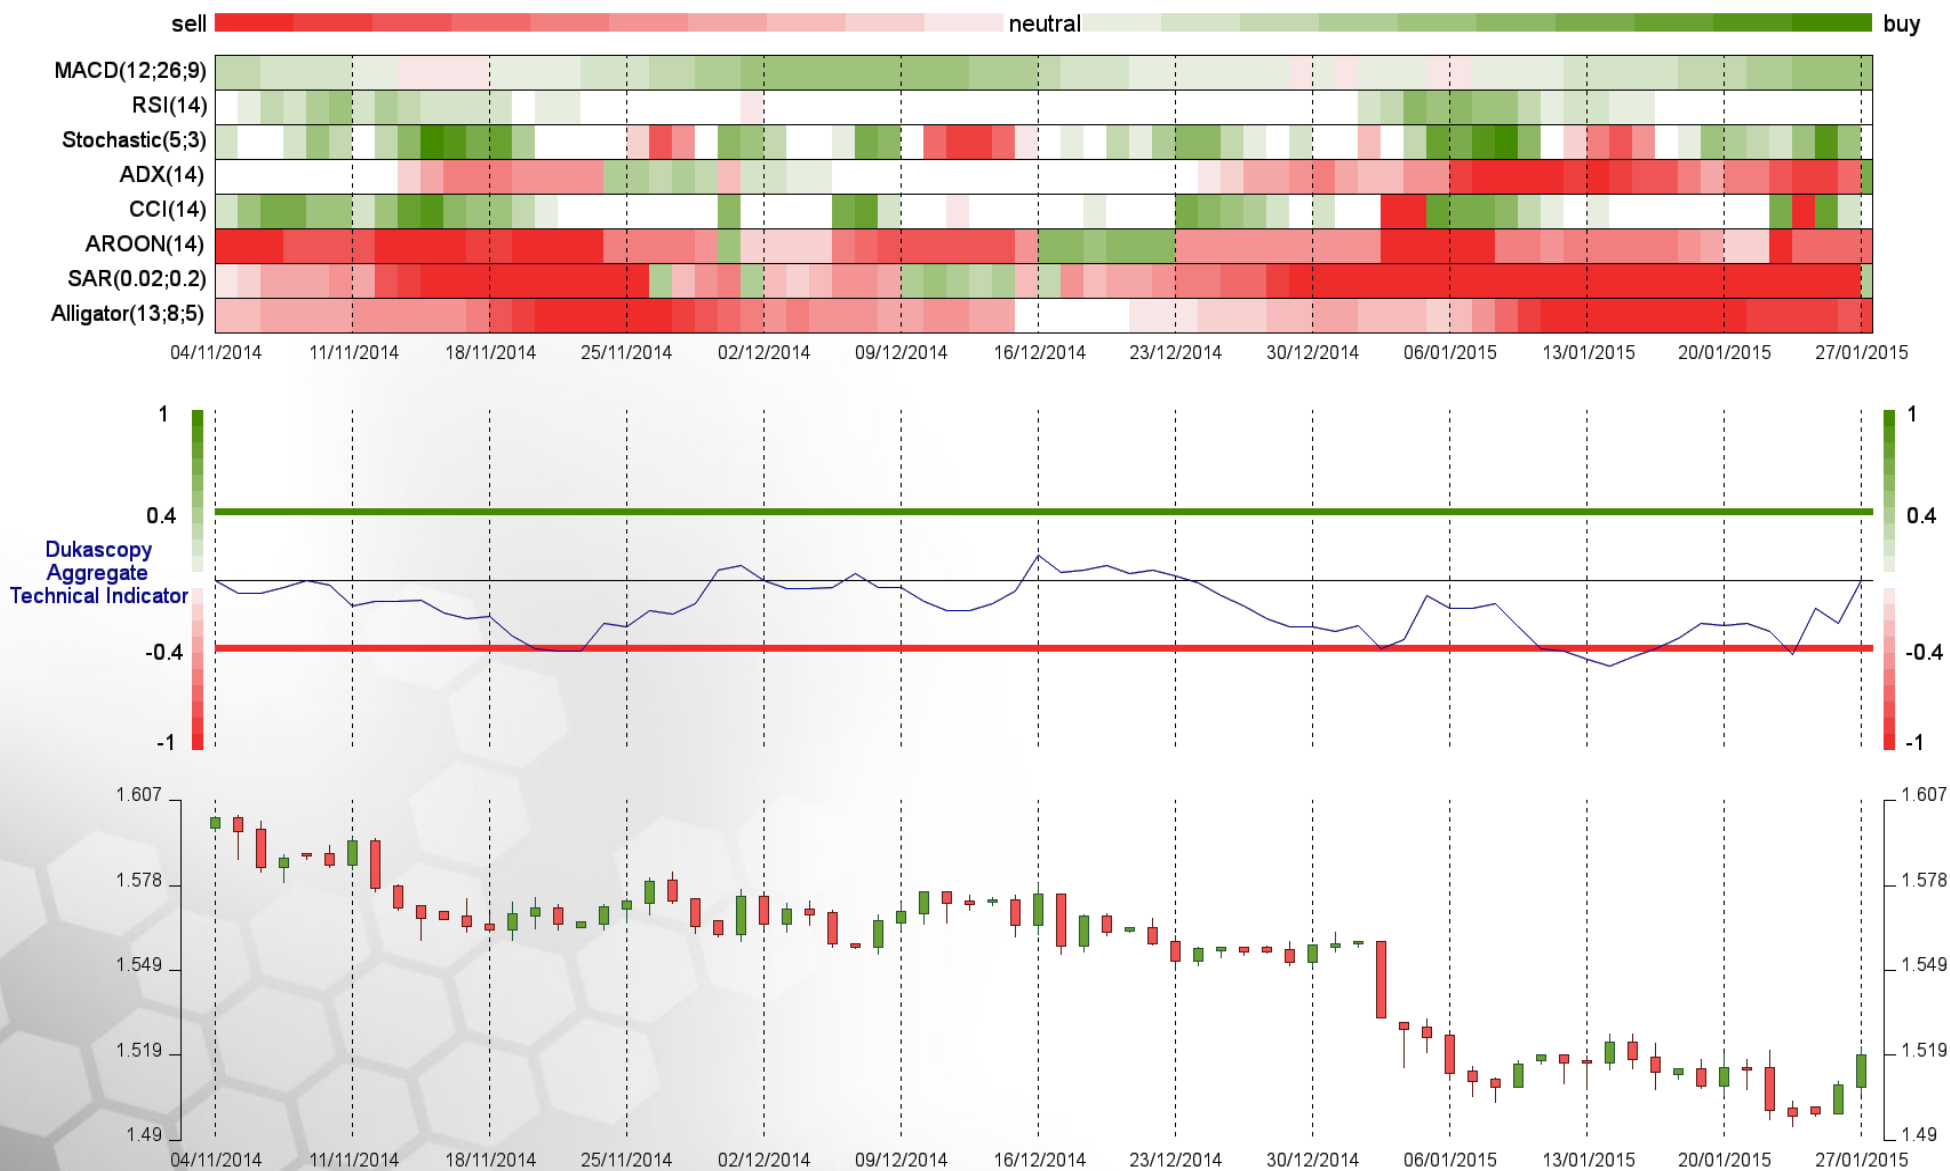 sell neutral buy
MACD(12;26;9)
RSI(14)
Stochastic(5;3)
ADX(14)
CCI(14)
AROON(14)
SAR(0.02;0.2)
Alligator(13;8;5)
04/11/2014 11/11/2014 18/11/2014 25/11/2014 02/12/2014 09/12/2014 16/12/2014 23/12/2014 30/12/2014 06/01/2015 13/01/2015 20/01/2015 27/01/2015
1 1
0.4 0.4
Dukascopy
Aggregate
Technical Indicator
-0.4 -0.4
-1 -1
1.607 1.607
1.578 1.578
1.549 1.549
1.519 1.519
1.49 1.49
04/11/2014 11/11/2014 18/11/2014 25/11/2014 02/12/2014 09/12/2014 16/12/2014 23/12/2014 30/12/2014 06/01/2015 13/01/2015 20/01/2015 27/01/2015